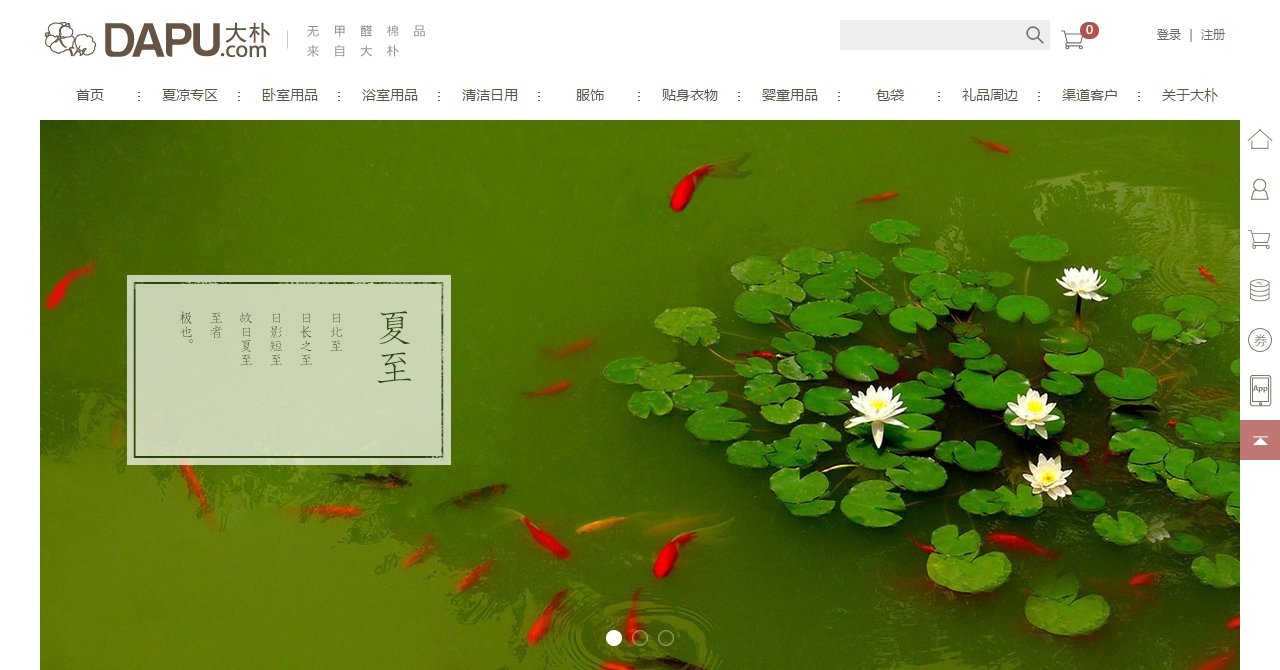 DAPU大朴
.com
无甲醛棉品
来自大朴
0
登录 | 注册
首页
夏凉专区
卧室用品
浴室用品
清洁日用
服饰
贴身衣物
婴童用品
包袋
礼品周边
渠道客户
关于大朴
夏至
日北至
日长之至
日影短至
故日夏至
至者
极也。
券
App